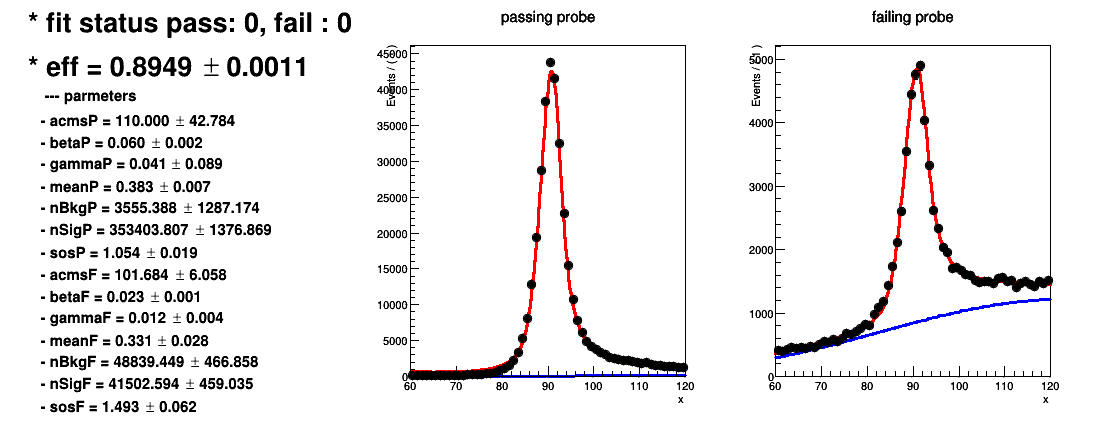 * fit status pass: 0, fail : 0
* eff = 0.8949 ± 0.0011
--- parmeters
- acmsP = 110.000 ± 42.784
- betaP = 0.060 ± 0.002
- gammaP = 0.041 ± 0.089
- meanP = 0.383 ± 0.007
- nBkgP = 3555.388 ± 1287.174
- nSigP = 353403.807 ± 1376.869
- sosP = 1.054 ± 0.019
- acmsF = 101.684 ± 6.058
- betaF = 0.023 ± 0.001
- gammaF = 0.012 ± 0.004
- meanF = 0.331 ± 0.028
- nBkgF = 48839.449 ± 466.858
- nSigF = 41502.594 ± 459.035
- sosF = 1.493 ± 0.062
passing probe
Events / (
45000
40000
35000
30000
25000
20000
15000
10000
5000
0
60 70 80 90 100 110 120
x
failing probe
Events / ( 1 )
5000
4000
3000
2000
1000
0
60 70 80 90 100 110 120
x